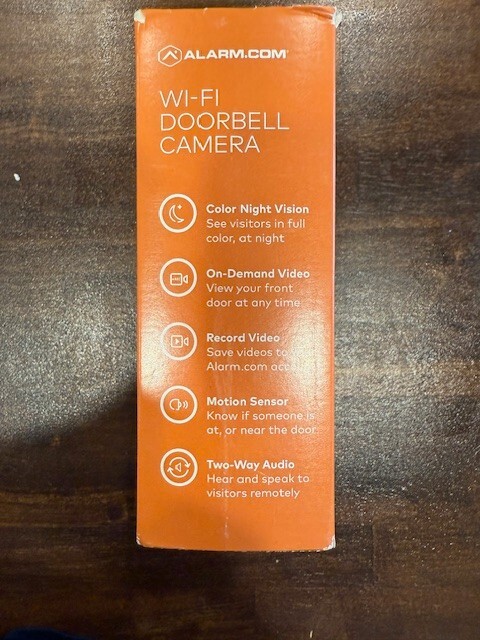 ALARM.COM
WI-FI
DOORBELL
CAMERA
Color Night Vision
See visitors in full
color, at night
On-Demand Video
View your front
door at any time
Record Video
Save videos to
Alarm.com
Motion Sensor
Know if someone is
at, or near the door
Two-Way Audio
Hear and speak to
visitors remotely